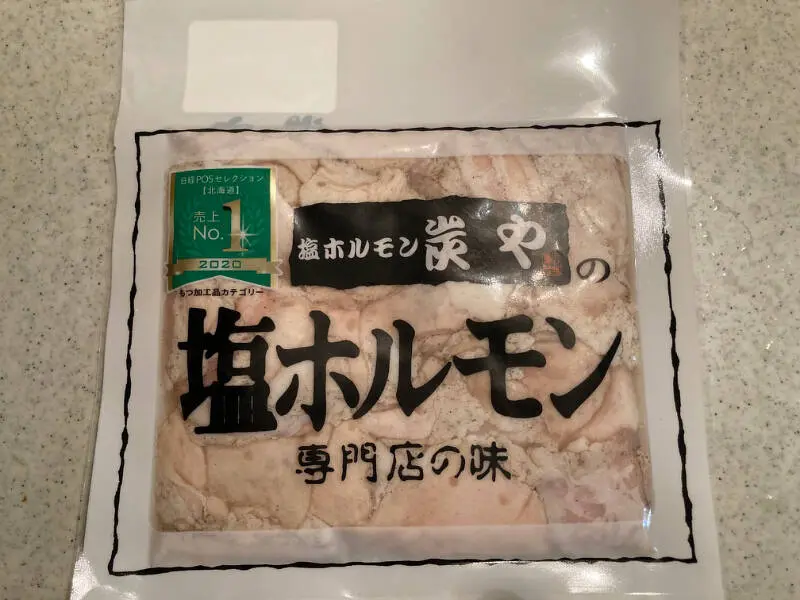 日経POSセレクション
【北海道】
売上
No.1
2020
もつ加工品カテゴリー
塩ホルモン 炭やの
塩ホルモン
専門店の味